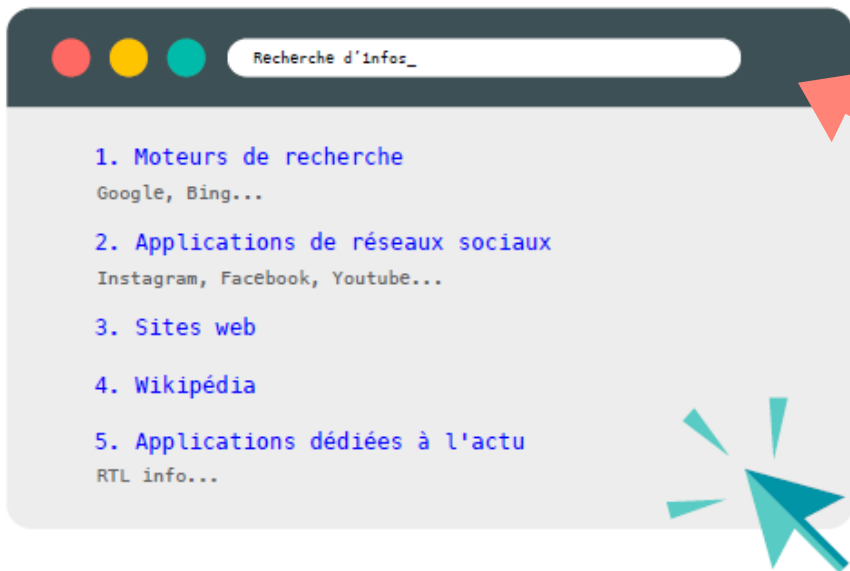 Recherche d'infos_
1. Moteurs de recherche
Google, Bing...
2. Applications de réseaux sociaux
Instagram, Facebook, Youtube...
3. Sites web
4. Wikipédia
5. Applications dédiées à l'actu
RTL info...